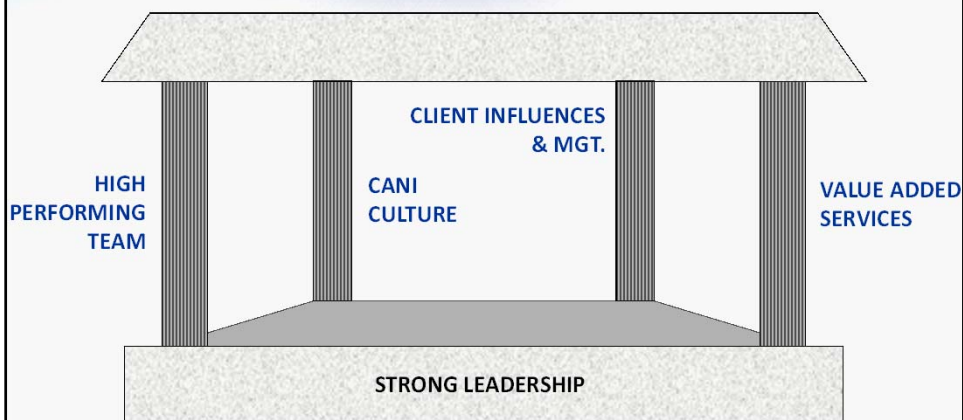 CLIENT INFLUENCES
& MGT.
HIGH
PERFORMING
TEAM
CANI
CULTURE
VALUE ADDED
SERVICES
STRONG LEADERSHIP